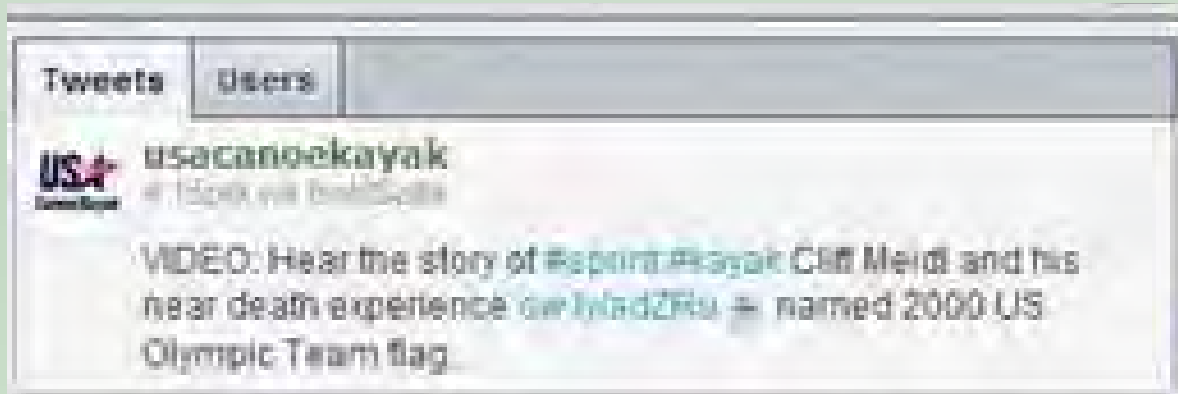 Tweets Users
USA
usacanoekayak
VIDEO: Hear the story of #sprint #kayak Cliff Meidl and his
near death experience named 2000 US
Olympic Team flag